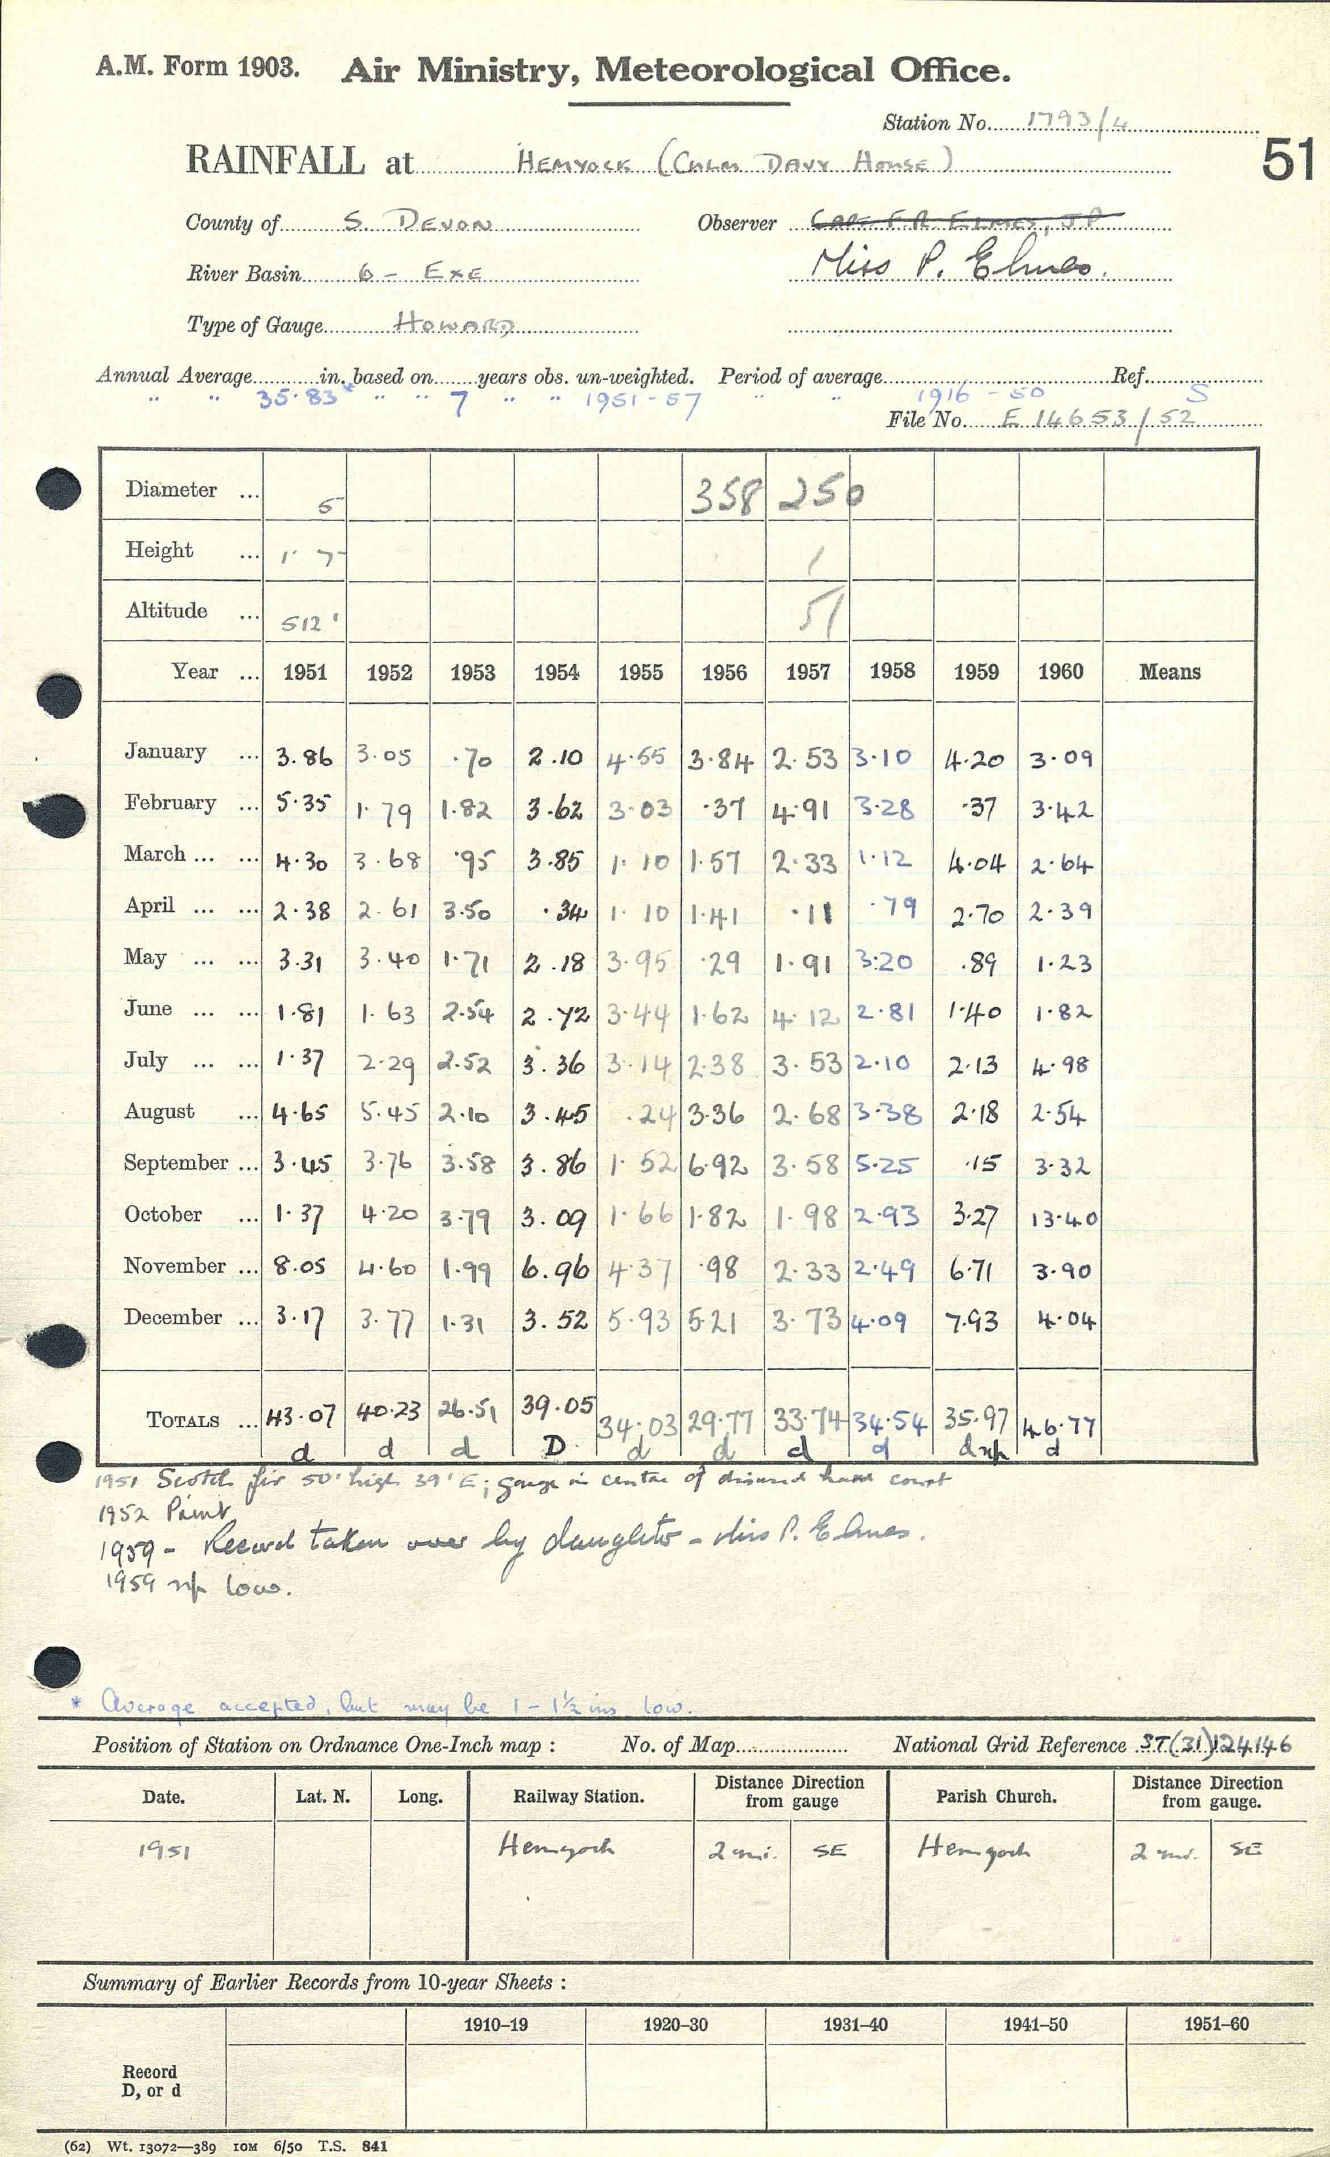 A.M. Form 1903. Air Ministry, Meteorological Office.
Station No. 1793/4
RAINFALL at HEMYOCK (CULM DAVY HOUSE)
51
County of S. DEVON Observer CAPT. F.R. ELMES, J.P.
River Basin 6 - EXE Miss P. Elmes.
Type of Gauge HOWARD
Annual Average in. based on years obs. un-weighted. Period of average Ref.
" " 35.83* " " 7 " " 1951-57 " " 1916-50 S
File No. E 14653/52
Diameter ... 5 358 250
Height ... 1' 7" 1
Altitude ... 512' 51
Year ... 1951 1952 1953 1954 1955 1956 1957 1958 1959 1960 Means
January ... 3.86 3.05 .70 2.10 4.55 3.84 2.53 3.10 4.20 3.09
February ... 5.35 1.79 1.82 3.62 3.03 .37 4.91 3.28 .37 3.42
March ... ... 4.30 3.68 .95 3.85 1.10 1.57 2.33 1.12 4.04 2.64
April ... ... 2.38 2.61 3.50 .34 1.10 1.41 .11 .79 2.70 2.39
May ... ... 3.31 3.40 1.71 2.18 3.95 .29 1.91 3.20 .89 1.23
June ... ... 1.81 1.63 2.54 2.72 3.44 1.62 4.12 2.81 1.40 1.82
July ... ... 1.37 2.29 2.52 3.36 3.14 2.38 3.53 2.10 2.13 4.98
August ... 4.65 5.45 2.10 3.45 .24 3.36 2.68 3.38 2.18 2.54
September ... 3.45 3.76 3.58 3.86 1.52 6.92 3.58 5.25 .15 3.32
October ... 1.37 4.20 3.79 3.09 1.66 1.82 1.98 2.93 3.27 13.40
November ... 8.05 4.60 1.99 6.96 4.37 .98 2.33 2.49 6.71 3.90
December ... 3.17 3.77 1.31 3.52 5.93 5.21 3.73 4.09 7.93 4.04
TOTALS ... 43.07 40.23 26.51 39.05 34.03 29.77 33.74 34.54 35.97 46.77
d d d D d d d d d np d
1951 Scotch fir 50' high 39' E; gauge in centre of disused hard court
1952 Paint
1959 - Record taken over by daughter - Miss P. Elmes.
1959 np low.
* Average accepted, but may be 1 - 1½ ins low.
Position of Station on Ordnance One-Inch map : No. of Map National Grid Reference ST(31)124146
Date. Lat. N. Long. Railway Station. Distance Direction from gauge Parish Church. Distance Direction from gauge.
1951 Hemyock 2 mi. SE Hemyock 2 mi. SE
Summary of Earlier Records from 10-year Sheets :
1910–19 1920–30 1931–40 1941–50 1951–60
Record
D, or d
(62) Wt. 13072—389 10M 6/50 T.S. 841